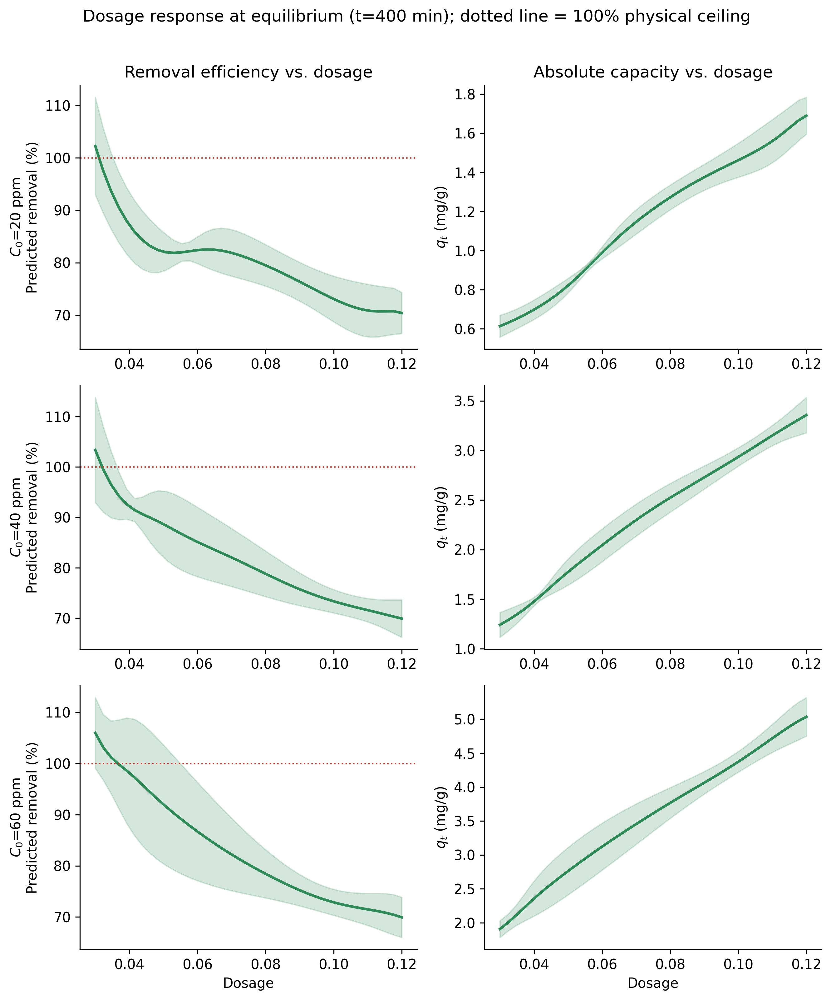 Dosage response at equilibrium (t=400 min); dotted line = 100% physical ceiling
Removal efficiency vs. dosage
C₀=20 ppm
Predicted removal (%)
110
100
90
80
70
0.04 0.06 0.08 0.10 0.12
Absolute capacity vs. dosage
qₜ (mg/g)
1.8
1.6
1.4
1.2
1.0
0.8
0.6
0.04 0.06 0.08 0.10 0.12
C₀=40 ppm
Predicted removal (%)
110
100
90
80
70
0.04 0.06 0.08 0.10 0.12
qₜ (mg/g)
3.5
3.0
2.5
2.0
1.5
1.0
0.04 0.06 0.08 0.10 0.12
C₀=60 ppm
Predicted removal (%)
110
100
90
80
70
0.04 0.06 0.08 0.10 0.12
Dosage
qₜ (mg/g)
5.0
4.5
4.0
3.5
3.0
2.5
2.0
0.04 0.06 0.08 0.10 0.12
Dosage